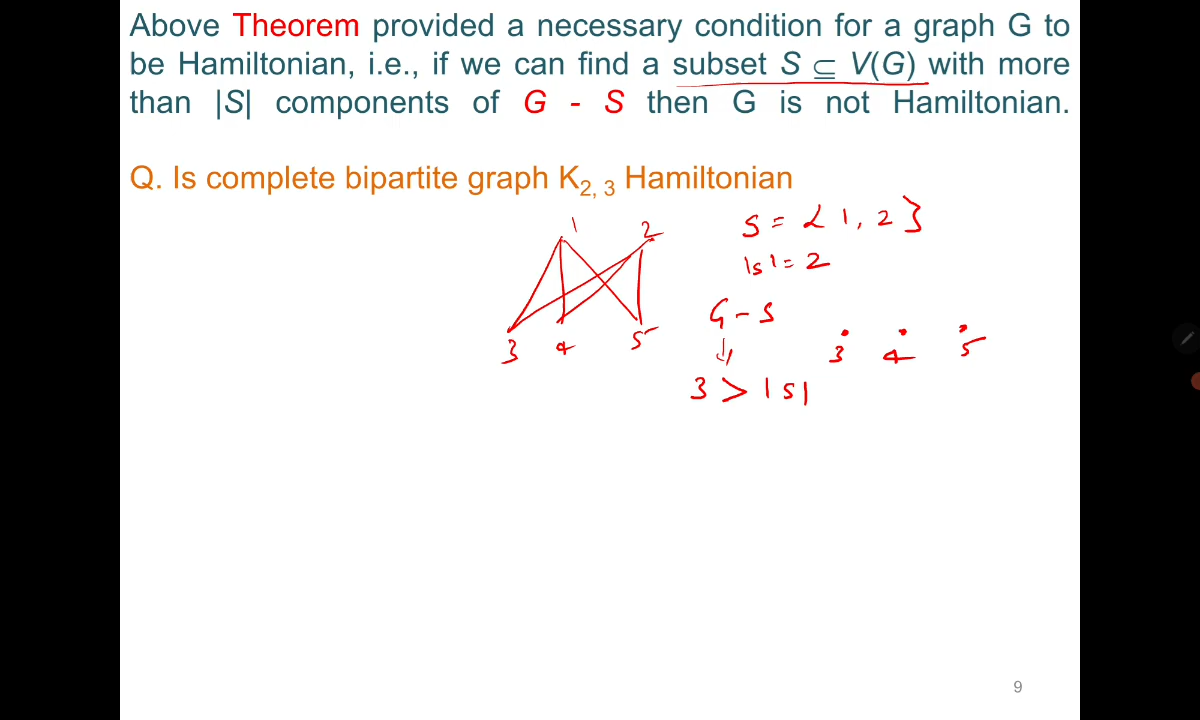 Above Theorem provided a necessary condition for a graph G to
be Hamiltonian, i.e., if we can find a subset S ⊆ V(G) with more
than |S| components of G - S then G is not Hamiltonian.
Q. Is complete bipartite graph K2, 3 Hamiltonian
1 2
3 4 5
S = { 1, 2 }
|S| = 2
G - S
↓
3 4 5
3 > |S|
9